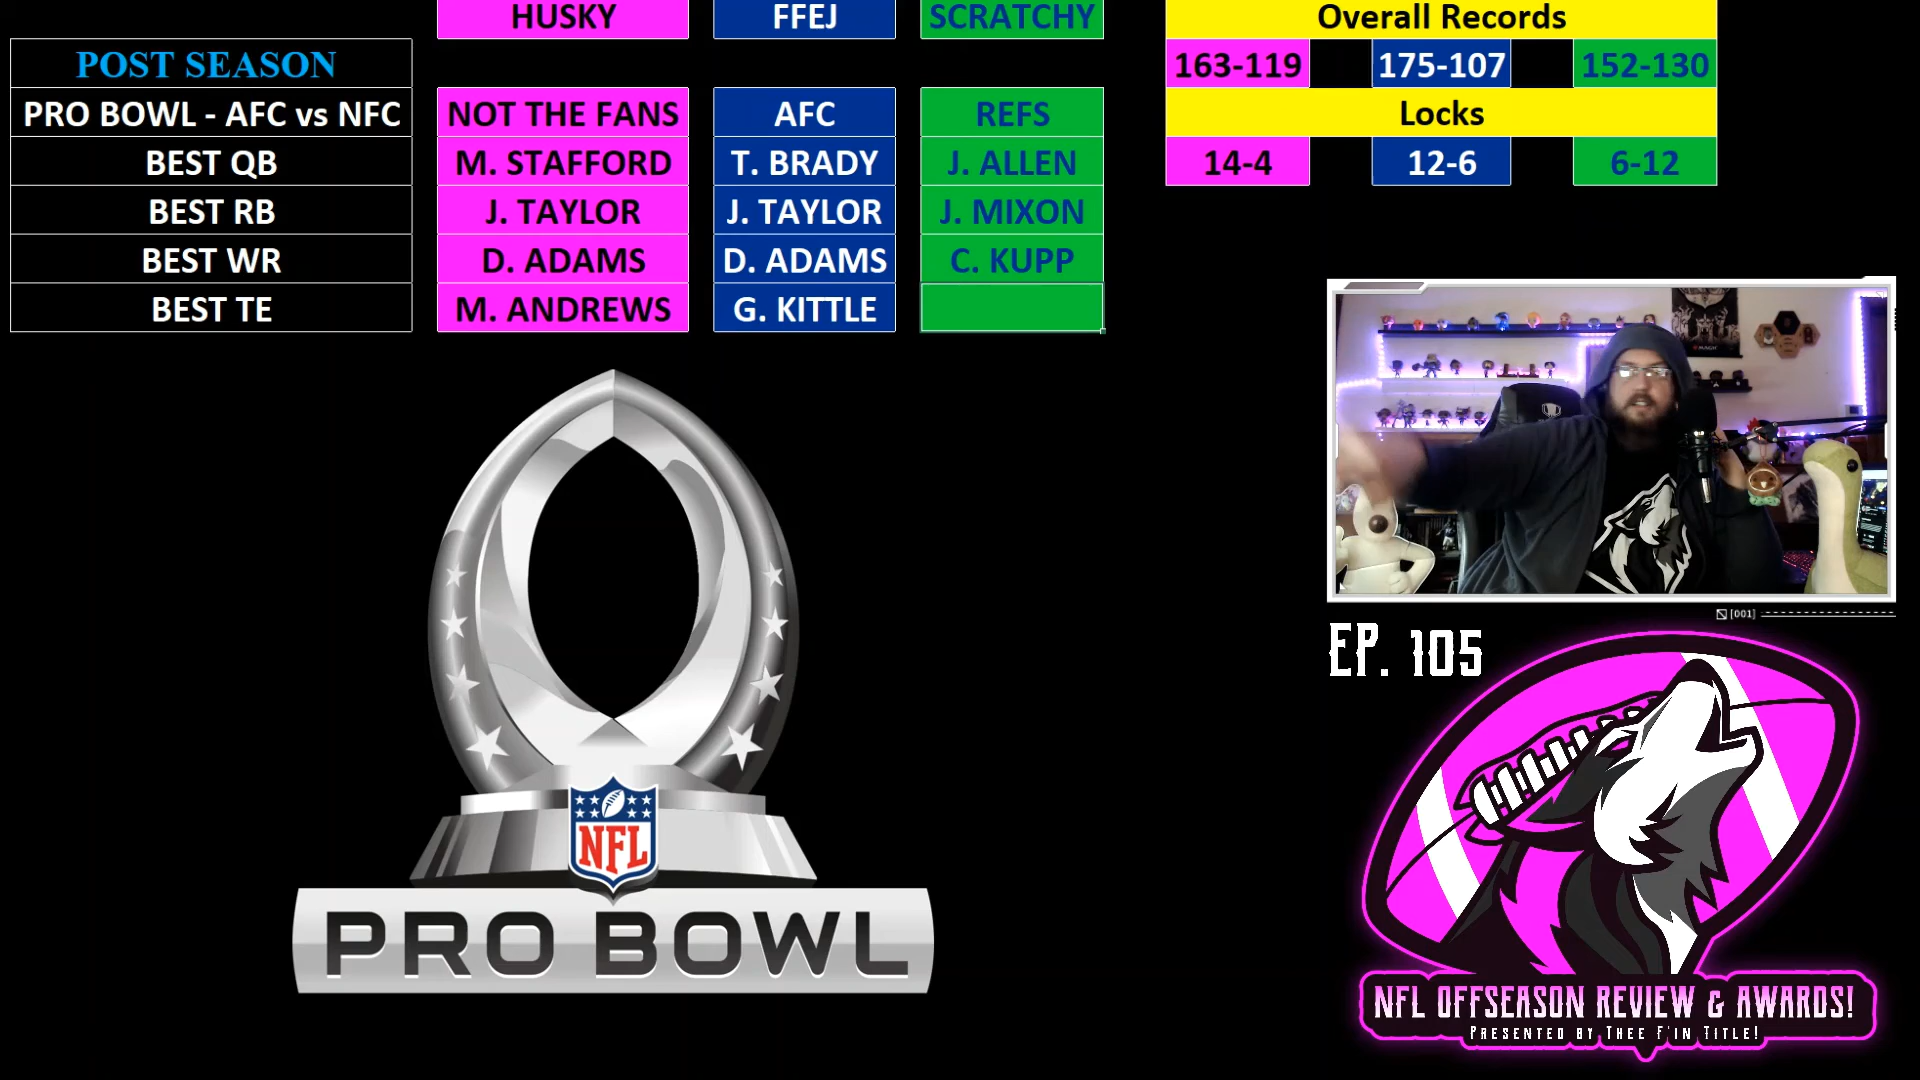 HUSKY FFEJ SCRATCHY Overall Records
POST SEASON 163-119 175-107 152-130
PRO BOWL - AFC vs NFC NOT THE FANS AFC REFS Locks
BEST QB M. STAFFORD T. BRADY J. ALLEN 14-4 12-6 6-12
BEST RB J. TAYLOR J. TAYLOR J. MIXON
BEST WR D. ADAMS D. ADAMS C. KUPP
BEST TE M. ANDREWS G. KITTLE
[001]
EP. 105
NFL
PRO BOWL
NFL OFFSEASON REVIEW & AWARDS!
PRESENTED BY THEE F'IN TITLE!